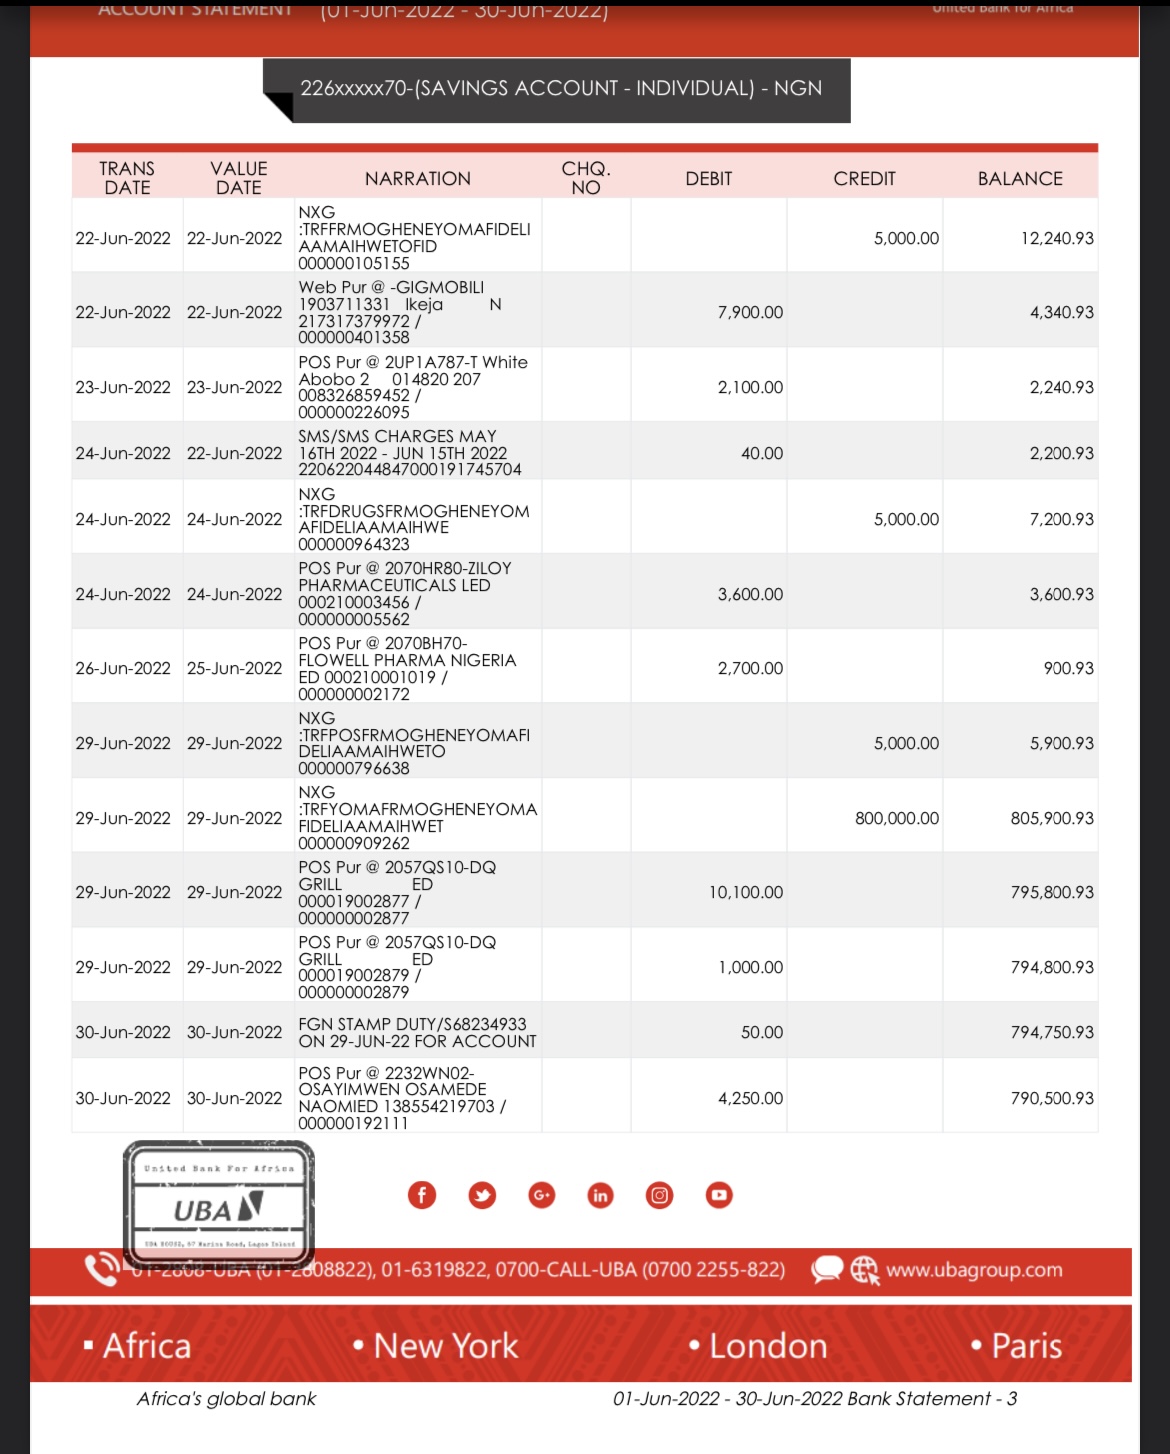 ACCOUNT STATEMENT (01-Jun-2022 - 30-Jun-2022)
United Bank for Africa
226xxxxx70-(SAVINGS ACCOUNT - INDIVIDUAL) - NGN
TRANS DATE VALUE DATE NARRATION CHQ. NO DEBIT CREDIT BALANCE
22-Jun-2022 22-Jun-2022 NXG
:TRFFRMOGHENEYOMAFIDELI
AAMAIHWETOFID
000000105155 5,000.00 12,240.93
22-Jun-2022 22-Jun-2022 Web Pur @ -GIGMOBILI
1903711331 Ikeja N
217317379972 /
000000401358 7,900.00 4,340.93
23-Jun-2022 23-Jun-2022 POS Pur @ 2UP1A787-T White
Abobo 2 014820 207
008326859452 /
000000226095 2,100.00 2,240.93
24-Jun-2022 22-Jun-2022 SMS/SMS CHARGES MAY
16TH 2022 - JUN 15TH 2022
220622044847000191745704 40.00 2,200.93
24-Jun-2022 24-Jun-2022 NXG
:TRFDRUGSFRMOGHENEYOM
AFIDELIAAMAIHWE
000000964323 5,000.00 7,200.93
24-Jun-2022 24-Jun-2022 POS Pur @ 2070HR80-ZILOY
PHARMACEUTICALS LED
000210003456 /
000000005562 3,600.00 3,600.93
26-Jun-2022 25-Jun-2022 POS Pur @ 2070BH70-
FLOWELL PHARMA NIGERIA
ED 000210001019 /
000000002172 2,700.00 900.93
29-Jun-2022 29-Jun-2022 NXG
:TRFPOSFRMOGHENEYOMAFI
DELIAAMAIHWETO
000000796638 5,000.00 5,900.93
29-Jun-2022 29-Jun-2022 NXG
:TRFYOMAFRMOGHENEYOMA
FIDELIAAMAIHWET
000000909262 800,000.00 805,900.93
29-Jun-2022 29-Jun-2022 POS Pur @ 2057QS10-DQ
GRILL ED
000019002877 /
000000002877 10,100.00 795,800.93
29-Jun-2022 29-Jun-2022 POS Pur @ 2057QS10-DQ
GRILL ED
000019002879 /
000000002879 1,000.00 794,800.93
30-Jun-2022 30-Jun-2022 FGN STAMP DUTY/S68234933
ON 29-JUN-22 FOR ACCOUNT 50.00 794,750.93
30-Jun-2022 30-Jun-2022 POS Pur @ 2232WN02-
OSAYIMWEN OSAMEDE
NAOMIED 138554219703 /
000000192111 4,250.00 790,500.93
United Bank For Africa
UBA
UBA HOUSE, 57 Marina Road, Lagos Island
01-2808-UBA (01-2808822), 01-6319822, 0700-CALL-UBA (0700 2255-822) www.ubagroup.com
▪ Africa • New York • London • Paris
Africa's global bank 01-Jun-2022 - 30-Jun-2022 Bank Statement - 3